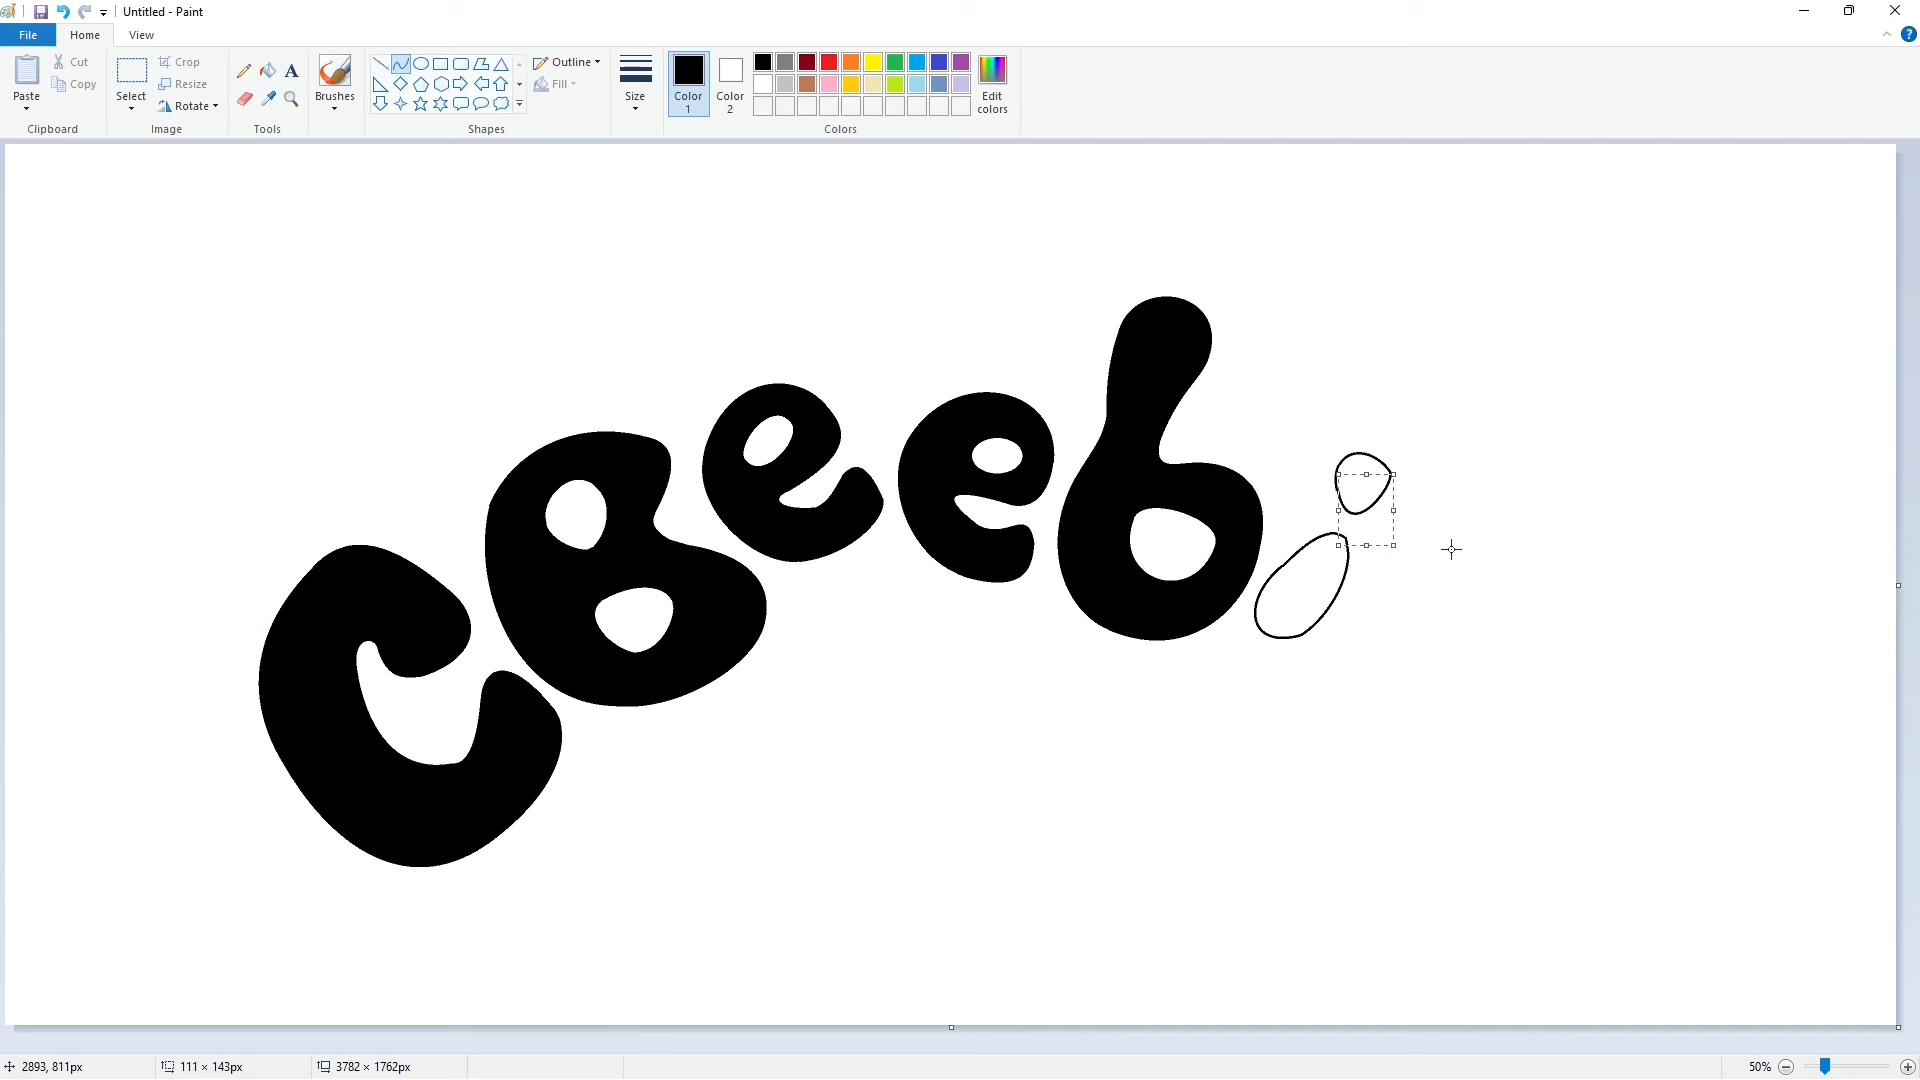 Untitled - Paint
File
Home
View
Paste
Cut
Copy
Clipboard
Select
Crop
Resize
Rotate
Image
A
Tools
Brushes
Shapes
Outline
Fill
Size
Color 1
Color 2
Edit colors
Colors
CBeeb
2893, 811px
111 × 143px
3782 × 1762px
50%